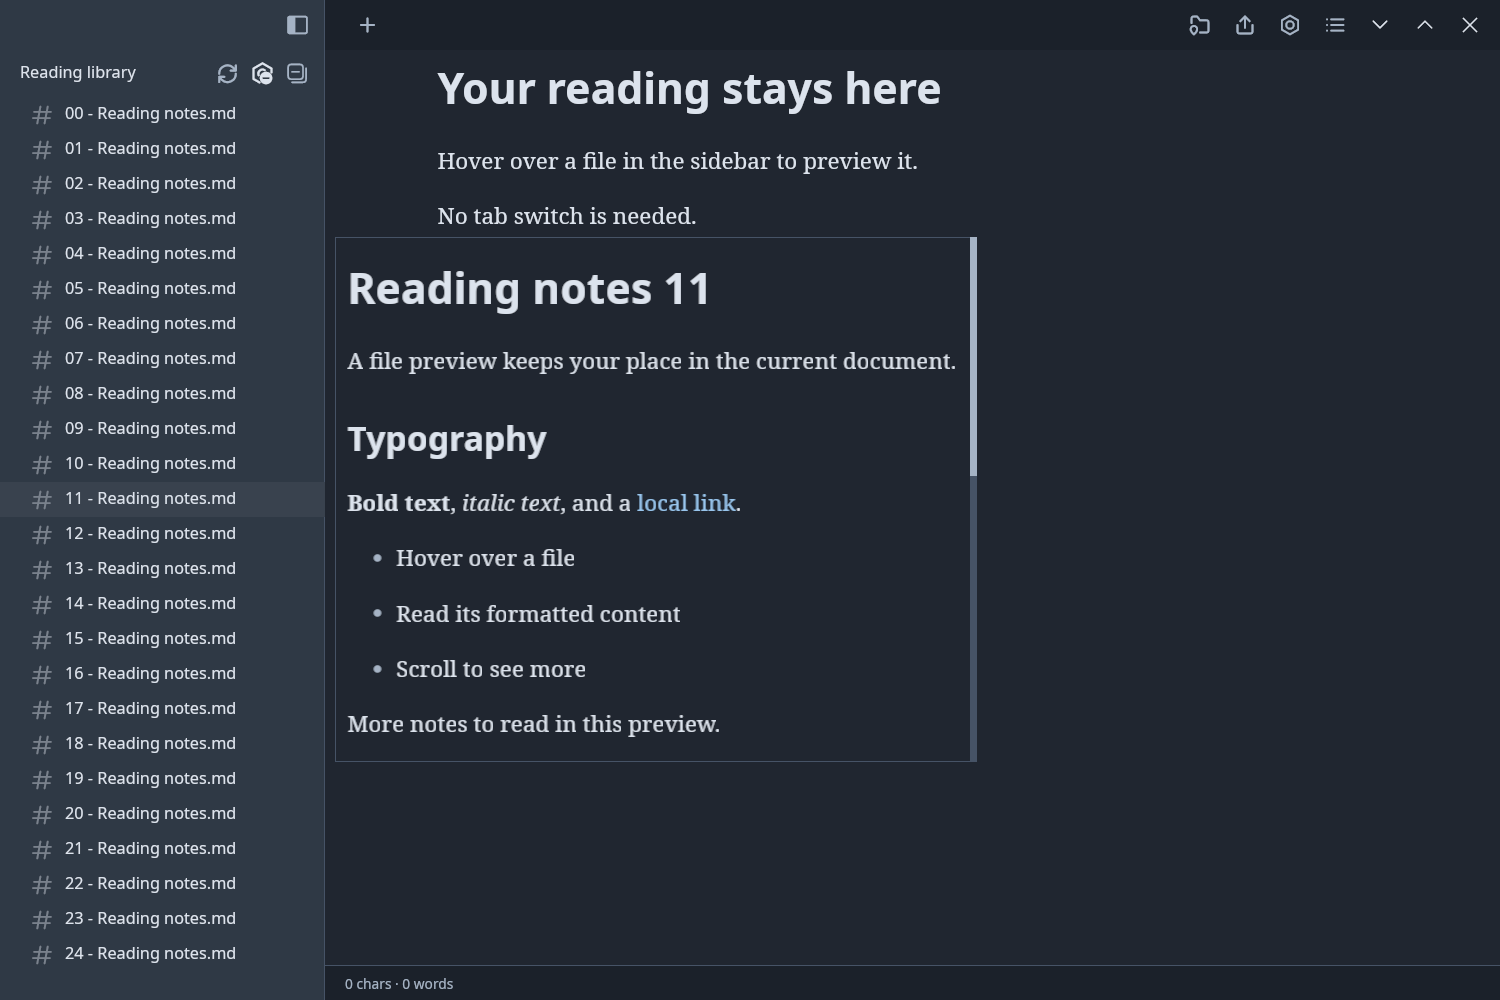 Reading library
00 - Reading notes.md
01 - Reading notes.md
02 - Reading notes.md
03 - Reading notes.md
04 - Reading notes.md
05 - Reading notes.md
06 - Reading notes.md
07 - Reading notes.md
08 - Reading notes.md
09 - Reading notes.md
10 - Reading notes.md
11 - Reading notes.md
12 - Reading notes.md
13 - Reading notes.md
14 - Reading notes.md
15 - Reading notes.md
16 - Reading notes.md
17 - Reading notes.md
18 - Reading notes.md
19 - Reading notes.md
20 - Reading notes.md
21 - Reading notes.md
22 - Reading notes.md
23 - Reading notes.md
24 - Reading notes.md
Your reading stays here
Hover over a file in the sidebar to preview it.
No tab switch is needed.
Reading notes 11
A file preview keeps your place in the current document.
Typography
Bold text, italic text, and a local link.
• Hover over a file
• Read its formatted content
• Scroll to see more
More notes to read in this preview.
0 chars · 0 words